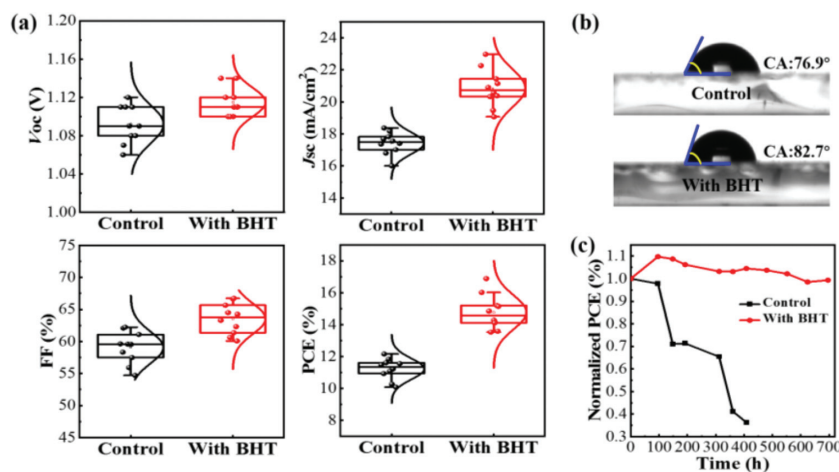 (a)
1.20
1.16
1.12
1.08
1.04
1.00
Voc (V)
Control With BHT
24
22
20
18
16
14
Jsc (mA/cm²)
Control With BHT
75
70
65
60
55
50
45
FF (%)
Control With BHT
18
16
14
12
10
8
PCE (%)
Control With BHT
(b)
CA:76.9°
Control
CA:82.7°
With BHT
(c)
1.1
1.0
0.9
0.8
0.7
0.6
0.5
0.4
0.3
Normalized PCE (%)
Control
With BHT
0 100 200 300 400 500 600 700
Time (h)